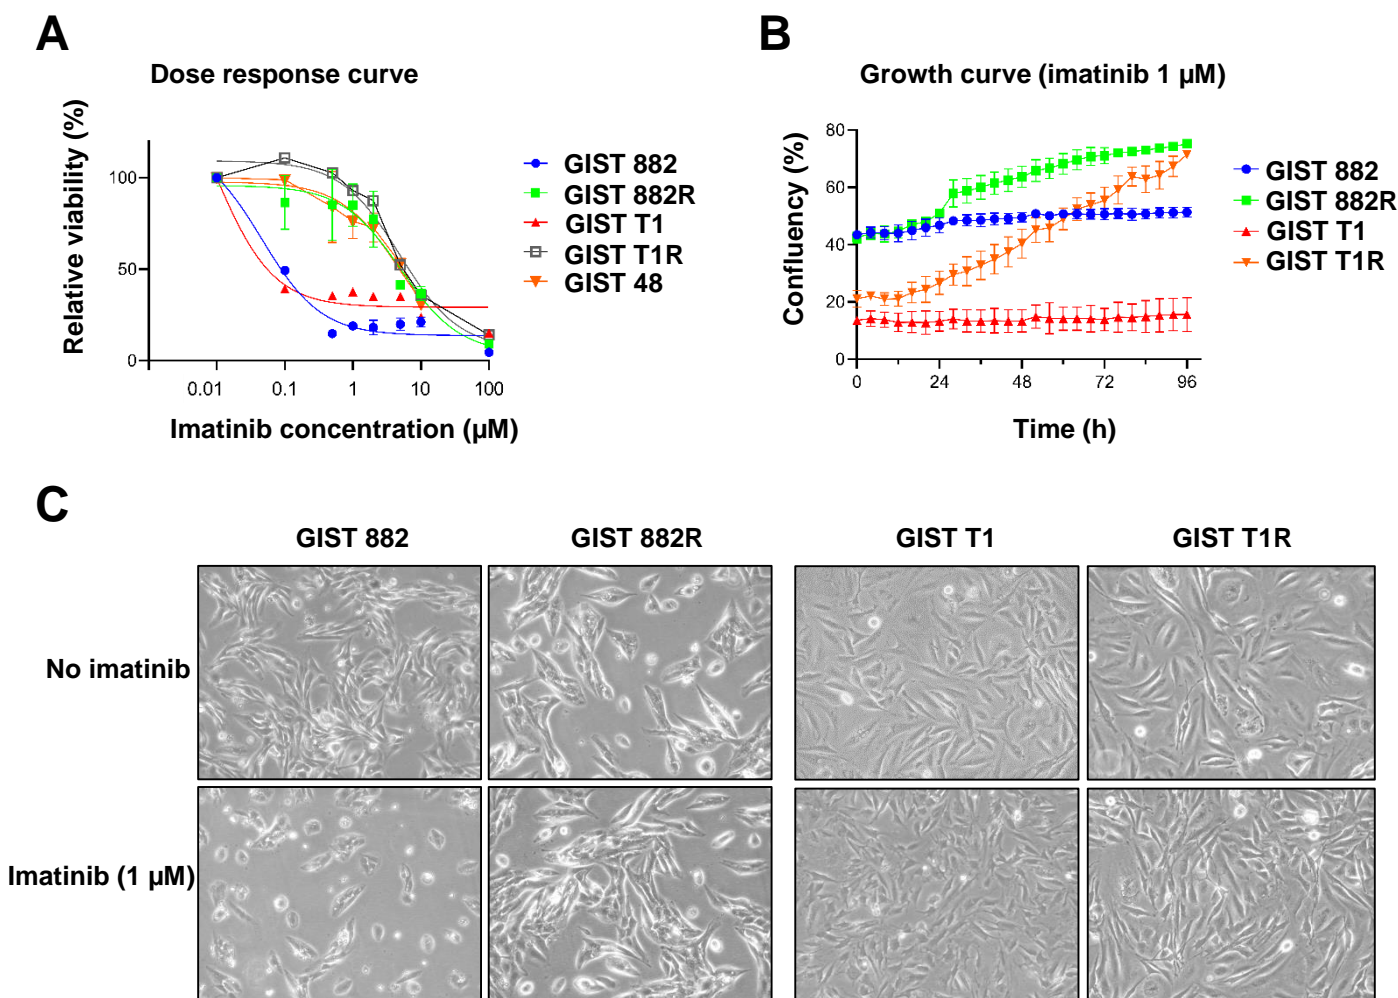 A
Dose response curve
Relative viability (%)
100
50
0
0.01 0.1 1 10 100
Imatinib concentration (µM)
GIST 882
GIST 882R
GIST T1
GIST T1R
GIST 48
B
Growth curve (imatinib 1 µM)
Confluency (%)
80
60
40
20
0
0 24 48 72 96
Time (h)
GIST 882
GIST 882R
GIST T1
GIST T1R
C
GIST 882 GIST 882R GIST T1 GIST T1R
No imatinib
Imatinib (1 µM)